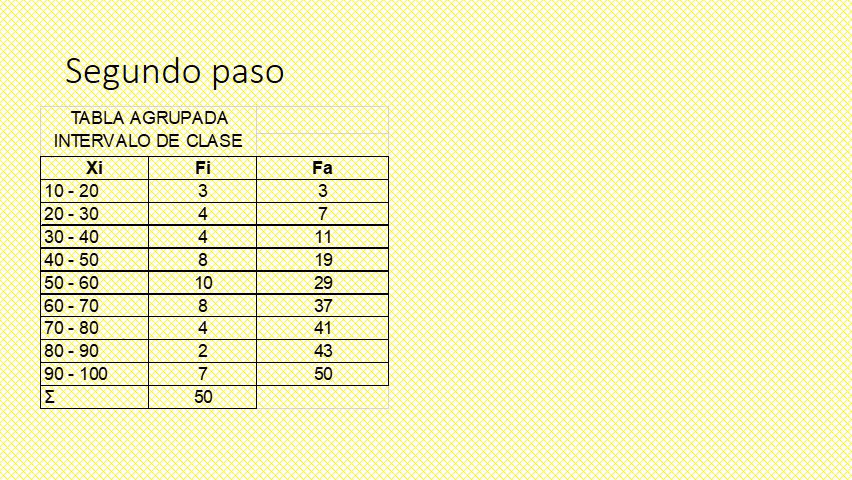 Segundo paso
TABLA AGRUPADA
INTERVALO DE CLASE
Xi Fi Fa
10 - 20 3 3
20 - 30 4 7
30 - 40 4 11
40 - 50 8 19
50 - 60 10 29
60 - 70 8 37
70 - 80 4 41
80 - 90 2 43
90 - 100 7 50
Σ 50